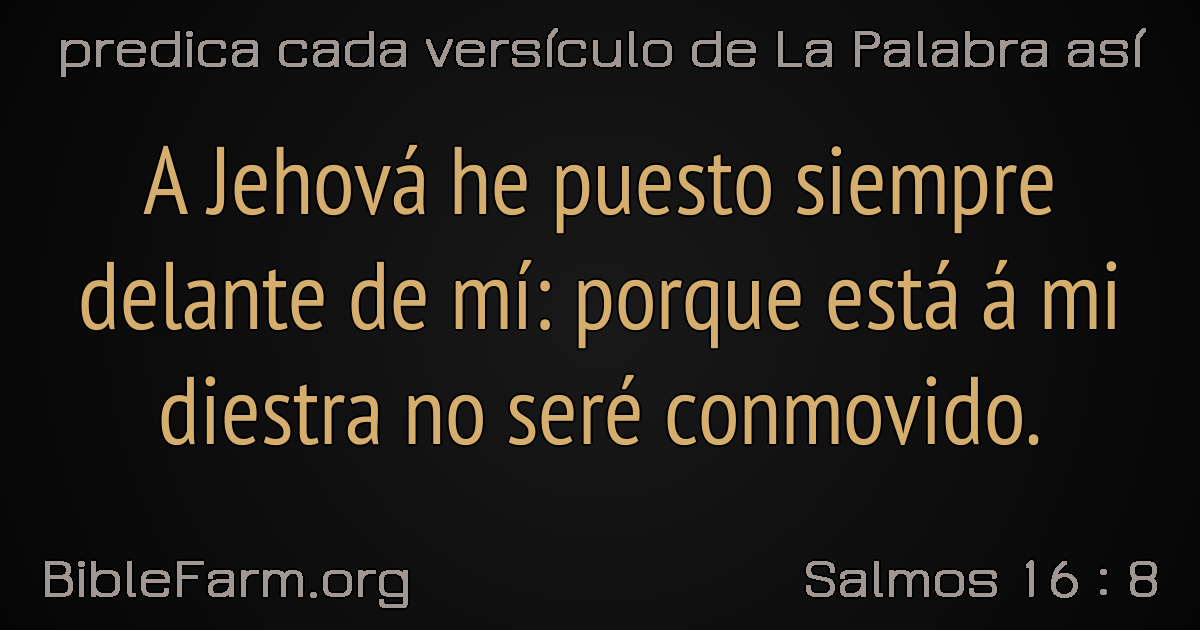 predica cada versículo de La Palabra así
A Jehová he puesto siempre
delante de mí: porque está á mi
diestra no seré conmovido.
BibleFarm.org
Salmos 16 : 8